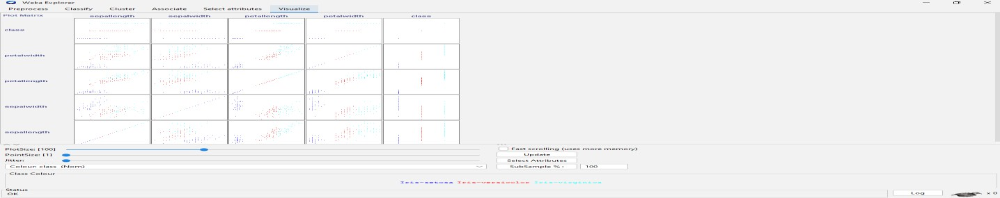 Weka Explorer
Preprocess Classify Cluster Associate Select attributes Visualize
Plot Matrix sepallength sepalwidth petallength petalwidth class
class
petalwidth
petallength
sepalwidth
sepallength
PlotSize: [100]
PointSize: [1]
Jitter:
Colour: class (Nom)
Fast scrolling (uses more memory)
Update
Select Attributes
SubSample % : 100
Class Colour
Iris-setosa Iris-versicolor Iris-virginica
Status
OK
Log x 0